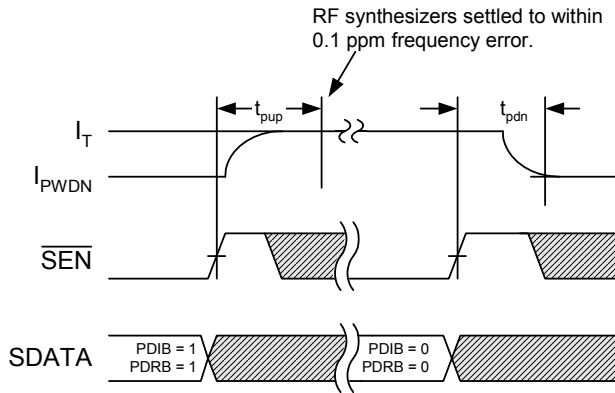 RF synthesizers settled to within
0.1 ppm frequency error.
t_pup
t_pdn
I_T
I_PWDN
SEN
SDATA
PDIB = 1
PDRB = 1
PDIB = 0
PDRB = 0